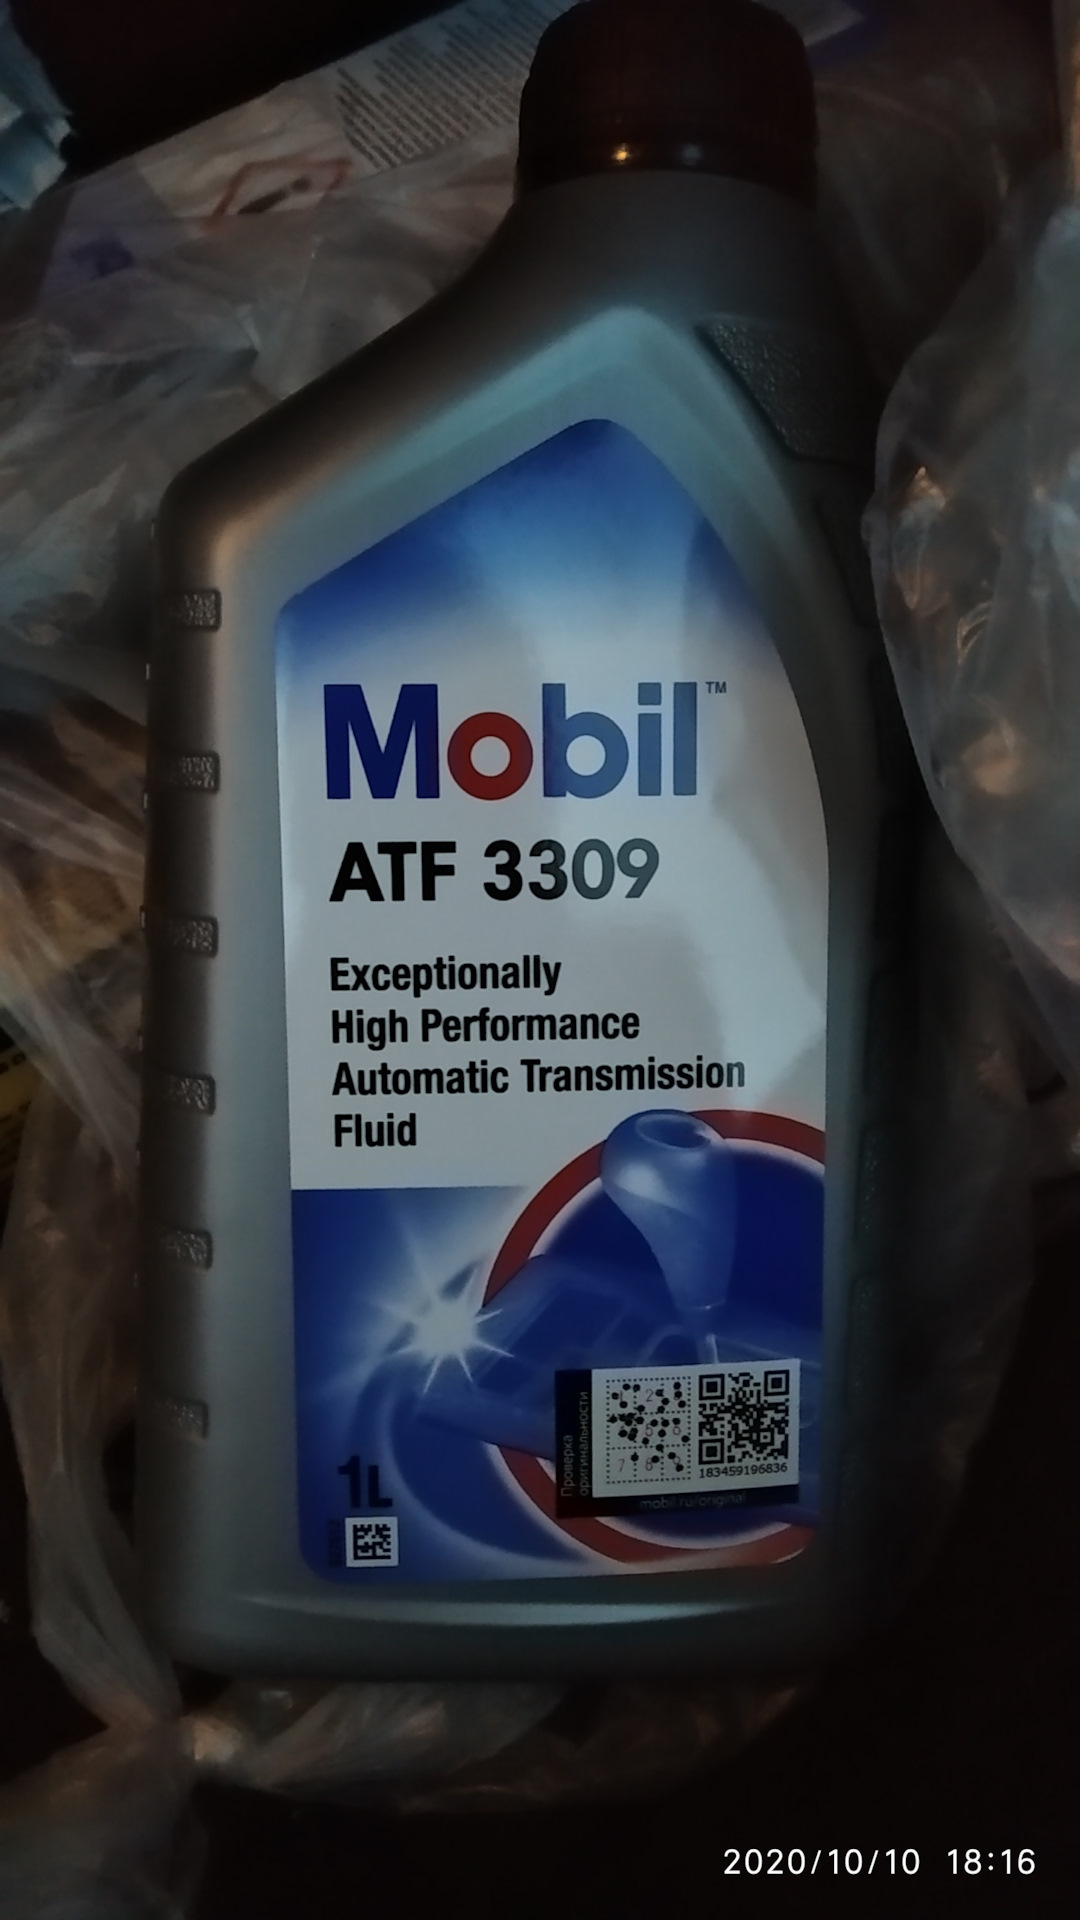 Mobil™
ATF 3309
Exceptionally
High Performance
Automatic Transmission
Fluid
1L
Проверка
оригинальности
183459196836
mobil.ru/original
2020/10/10 18:16